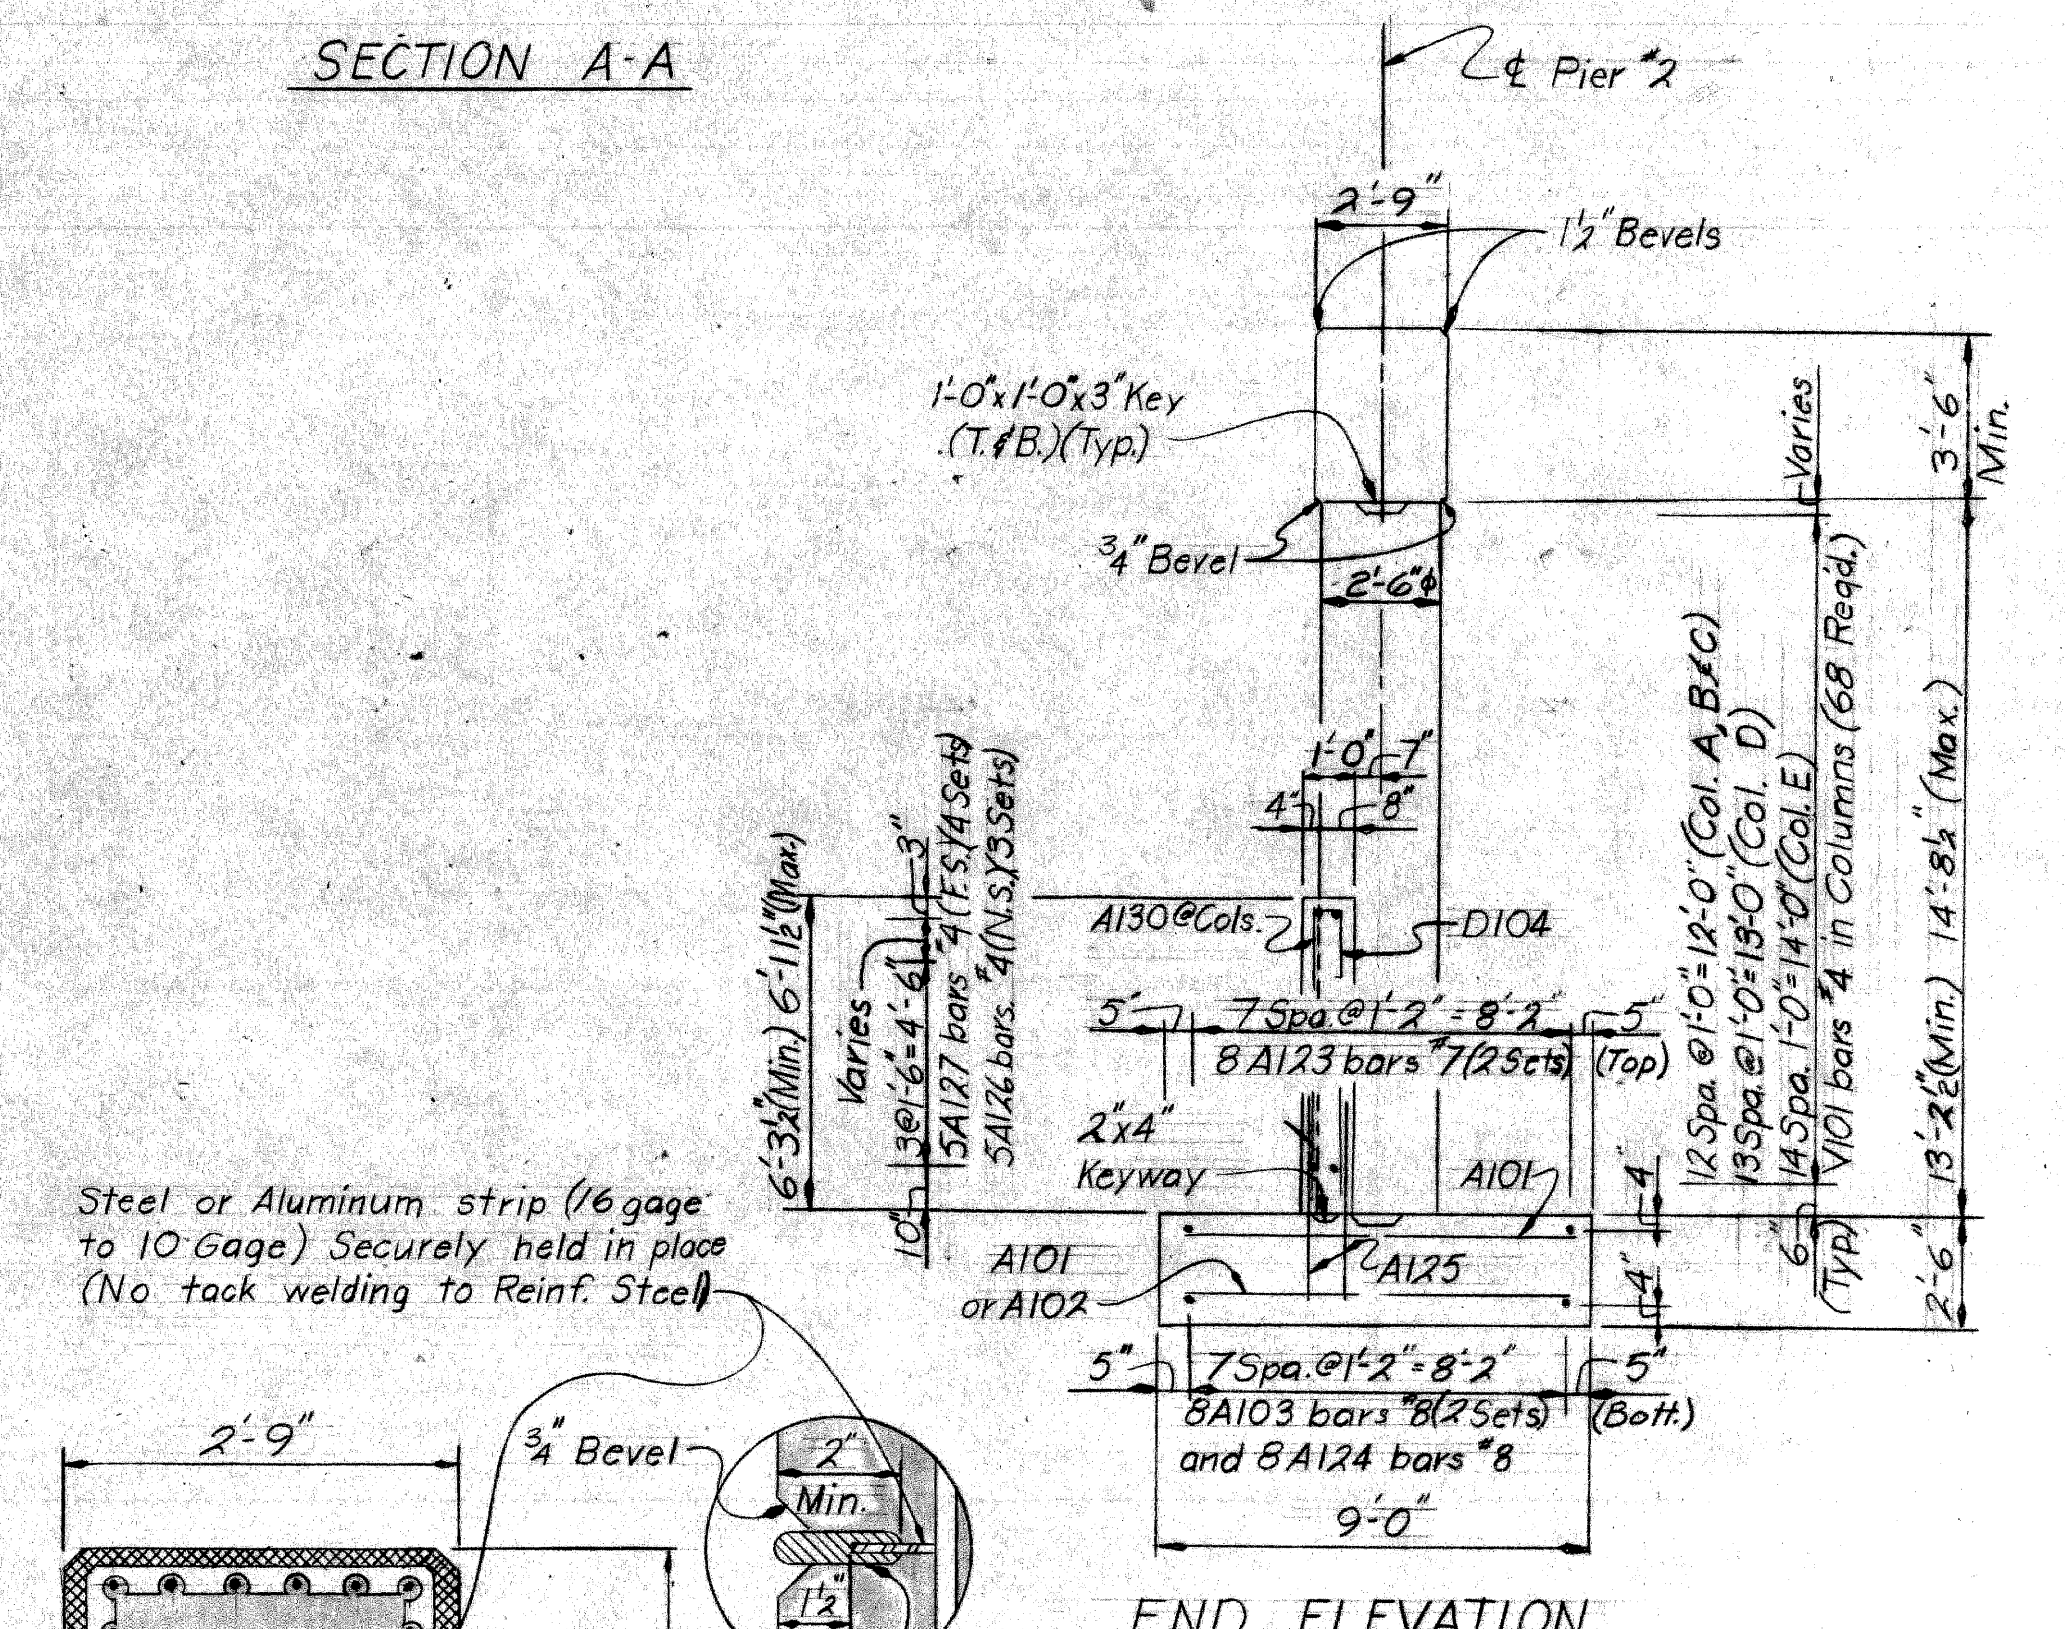 SECTION A-A
℄ Pier #2
2'-9"
1½" Bevels
1'-0"x1'-0"x3" Key
(T. & B.)(Typ.)
Varies
3'-6"
Min.
¾" Bevel
2'-6"ϕ
1'-0"
7"
4"
8"
A130 @ Cols.
D104
6'-3½"(Min.) 6'-11½"(Max.)
Varies
3"
3@1'-6"=4'-6"
10"
5A127 bars #4(F.S.)(4 Sets)
5A126 bars #4(N.S.)(3 Sets)
5"
7 Spa.@1'-2"=8'-2"
5"
8 A123 bars #7(2 Sets)
(Top)
2"x4"
Keyway
A101
A101
or A102
A125
4"
4"
12 Spa. @ 1'-0"=12'-0" (Col. A, B & C)
13 Spa. @ 1'-0"=13'-0" (Col. D)
14 Spa. 1'-0"=14'-0" (Col. E)
V101 bars #4 in Columns (68 Reqd.)
6"
(Typ)
13'-2½"(Min.) 14'-8½" (Max.)
2'-6"
5"
7 Spa.@1'-2"=8'-2"
5"
8A103 bars #8(2 Sets)
(Bott.)
and 8 A124 bars #8
9'-0"
END ELEVATION
Steel or Aluminum strip (16 gage
to 10 Gage) Securely held in place
(No tack welding to Reinf. Steel)
2'-9"
¾" Bevel
2"
Min.
1½"